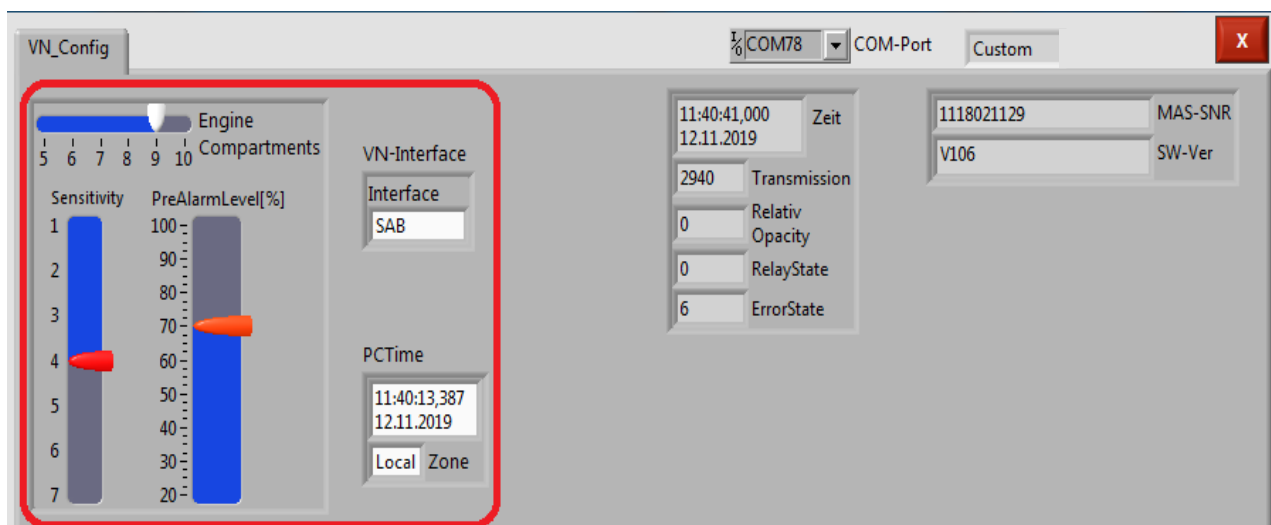 VN_Config
I/O COM78 COM-Port
Custom
X
Engine
Compartments
5 6 7 8 9 10
Sensitivity
1
2
3
4
5
6
7
PreAlarmLevel[%]
100
90
80
70
60
50
40
30
20
VN-Interface
Interface
SAB
PCTime
11:40:13,387
12.11.2019
Local Zone
11:40:41,000 Zeit
12.11.2019
2940 Transmission
0 Relativ
Opacity
0 RelayState
6 ErrorState
1118021129 MAS-SNR
V106 SW-Ver